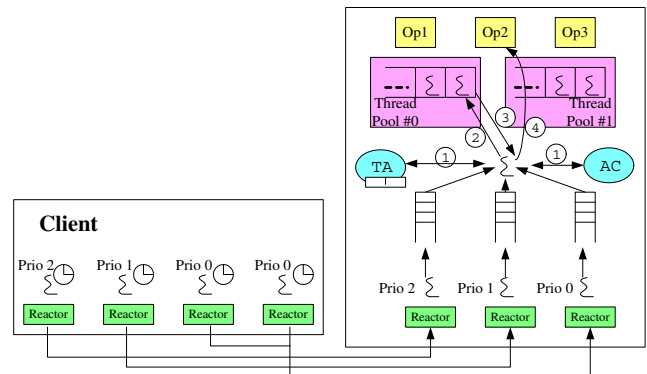 Op1 Op2 Op3
Thread
Pool #0
Thread
Pool #1
3
2
4
1
1
TA
AC
Client
Prio 2 Prio 1 Prio 0 Prio 0
Prio 2 Prio 1 Prio 0
Reactor Reactor Reactor Reactor
Reactor Reactor Reactor